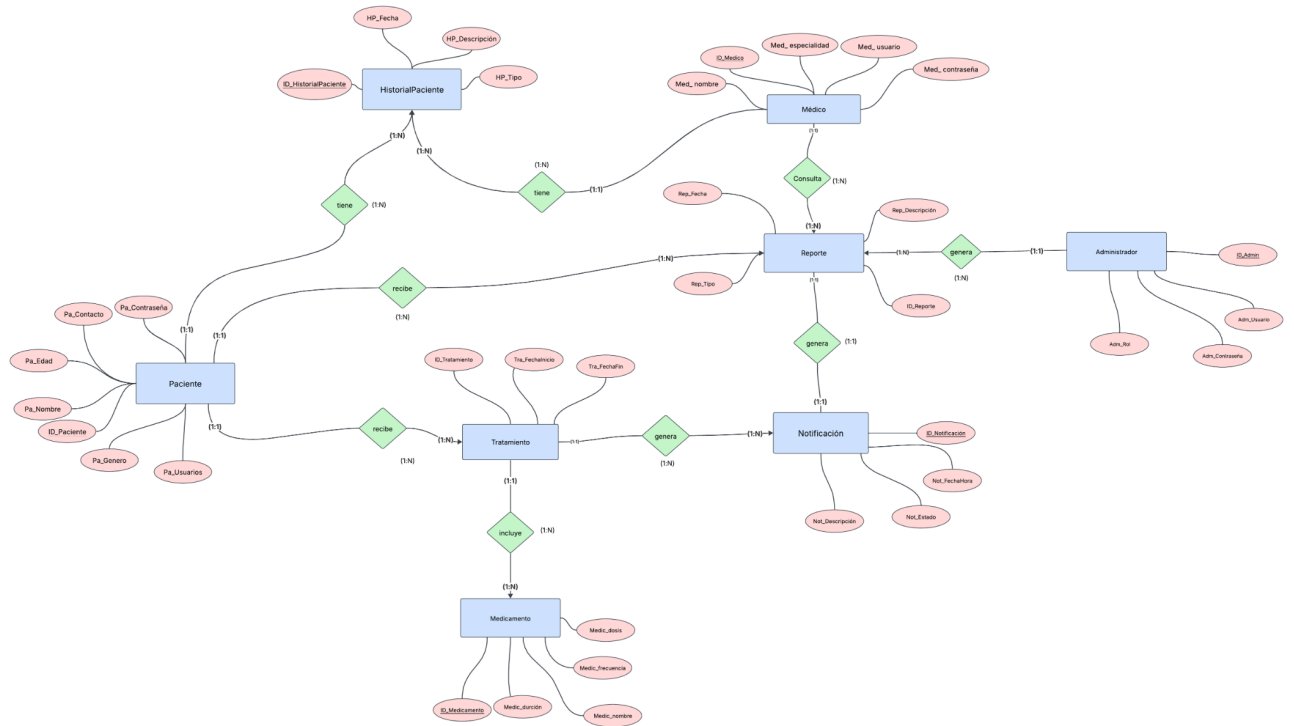 HP_Fecha
HP_Descripción
ID_HistorialPaciente
HP_Tipo
HistorialPaciente
(1:N)
(1:N)
tiene
(1:N)
(1:N)
tiene
(1:1)
ID_Medico
Med_ especialidad
Med_ usuario
Med_ nombre
Med_ contraseña
Médico
(1:1)
Consulta
(1:N)
(1:N)
Rep_Fecha
Rep_Descripción
Reporte
Rep_Tipo
ID_Reporte
(1:1)
(1:N)
genera
(1:N)
(1:1)
Administrador
ID_Admin
Adm_Usuario
Adm_Contraseña
Adm_Rol
(1:N)
recibe
(1:N)
(1:1)
(1:1)
Pa_Contraseña
Pa_Contacto
Pa_Edad
Paciente
Pa_Nombre
ID_Paciente
Pa_Genero
Pa_Usuarios
(1:1)
recibe
(1:N)
(1:N)
ID_Tratamiento
Tra_FechaInicio
Tra_FechaFin
Tratamiento
(1:1)
genera
(1:N)
(1:N)
genera
(1:1)
(1:1)
Notificación
ID_Notificación
Not_FechaHora
Not_Estado
Not_Descripción
(1:1)
incluye
(1:N)
(1:N)
Medicamento
Medic_dosis
Medic_frecuencia
ID_Medicamento
Medic_durción
Medic_nombre